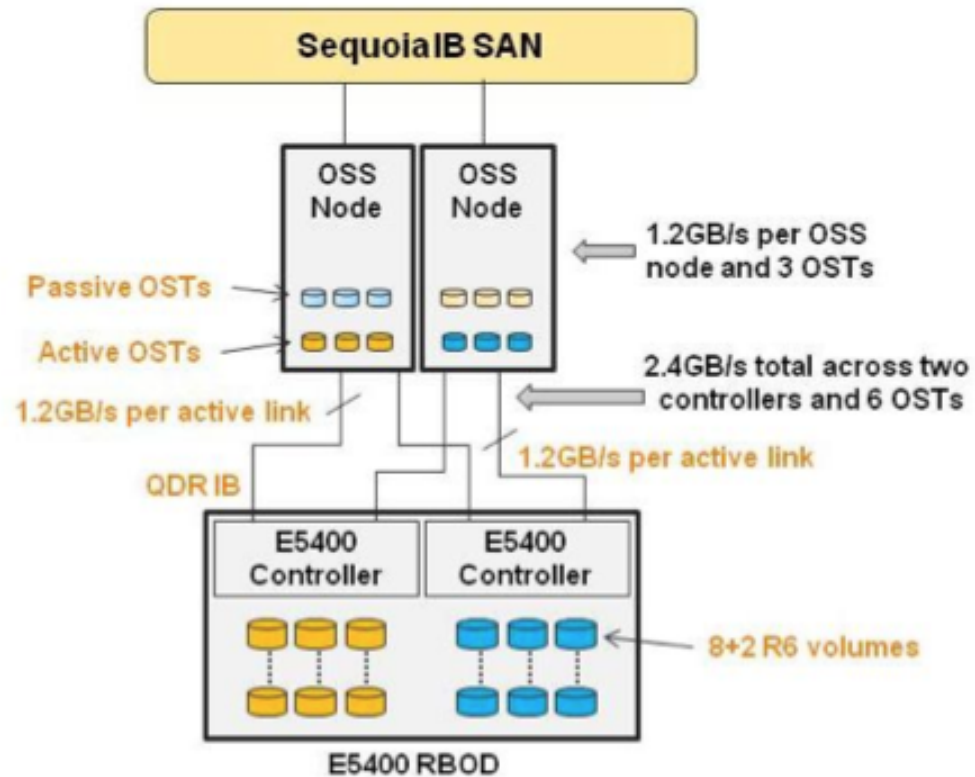 SequoiaIB SAN
OSS
Node
OSS
Node
1.2GB/s per OSS
node and 3 OSTs
Passive OSTs
Active OSTs
2.4GB/s total across two
controllers and 6 OSTs
1.2GB/s per active link
1.2GB/s per active link
QDR IB
E5400
Controller
E5400
Controller
8+2 R6 volumes
E5400 RBOD